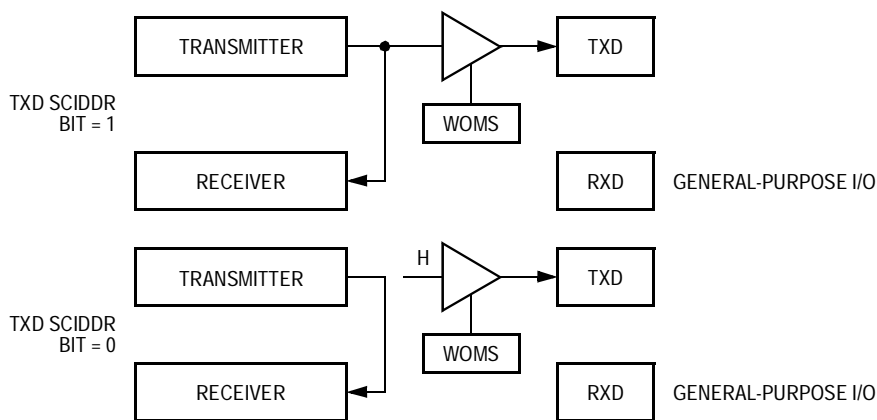 TRANSMITTER
TXD
TXD SCIDDR
BIT = 1
WOMS
RECEIVER
RXD
GENERAL-PURPOSE I/O
TRANSMITTER
H
TXD
TXD SCIDDR
BIT = 0
WOMS
RECEIVER
RXD
GENERAL-PURPOSE I/O